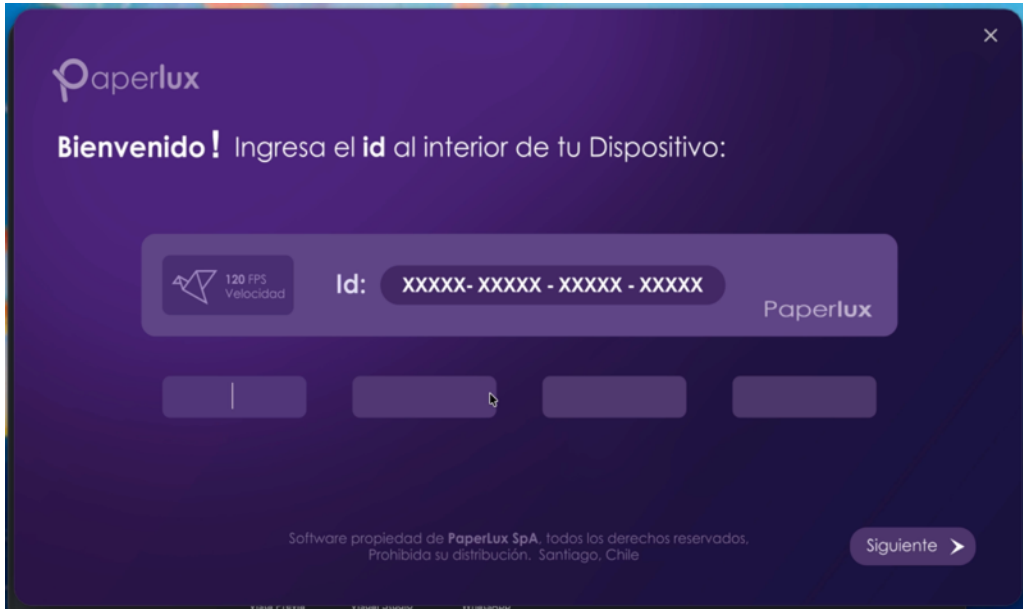 Paperlux
Bienvenido! Ingresa el id al interior de tu Dispositivo:
120 FPS
Velocidad
Id: XXXXX- XXXXX - XXXXX - XXXXX
Paperlux
Software propiedad de PaperLux SpA, todos los derechos reservados,
Prohibida su distribución. Santiago, Chile
Siguiente